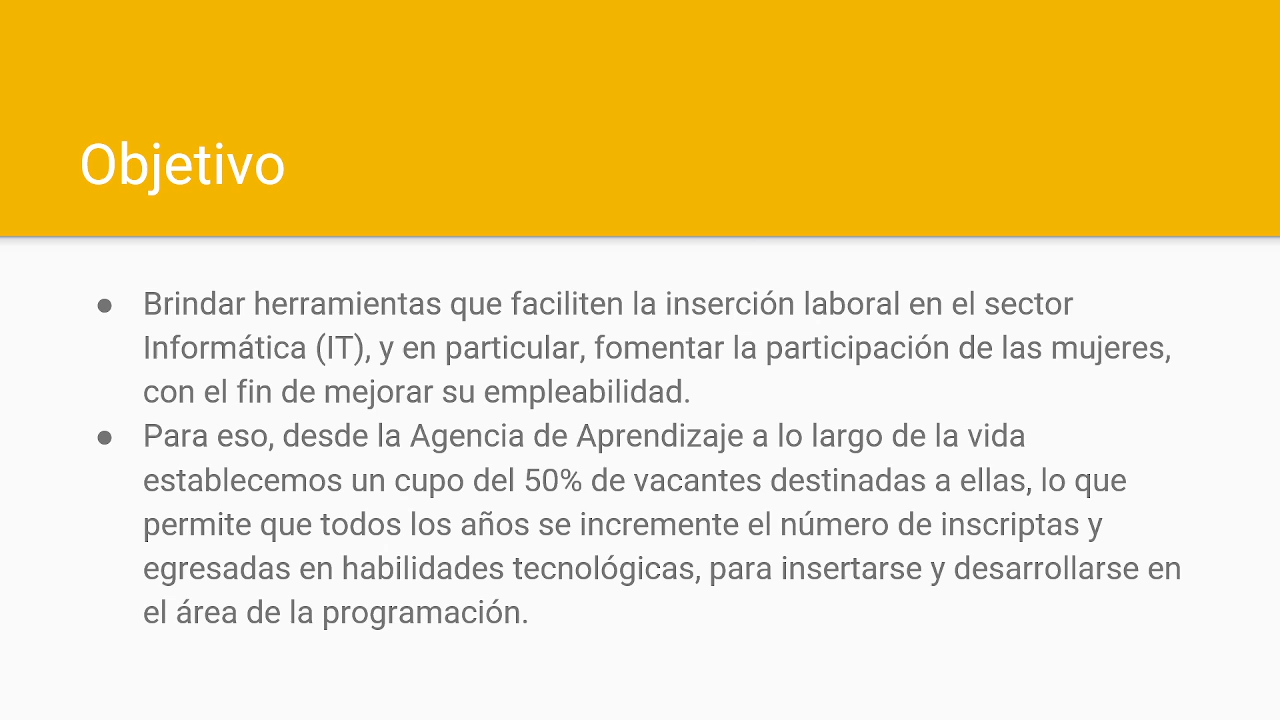 Objetivo
● Brindar herramientas que faciliten la inserción laboral en el sector
Informática (IT), y en particular, fomentar la participación de las mujeres,
con el fin de mejorar su empleabilidad.
● Para eso, desde la Agencia de Aprendizaje a lo largo de la vida
establecemos un cupo del 50% de vacantes destinadas a ellas, lo que
permite que todos los años se incremente el número de inscriptas y
egresadas en habilidades tecnológicas, para insertarse y desarrollarse en
el área de la programación.